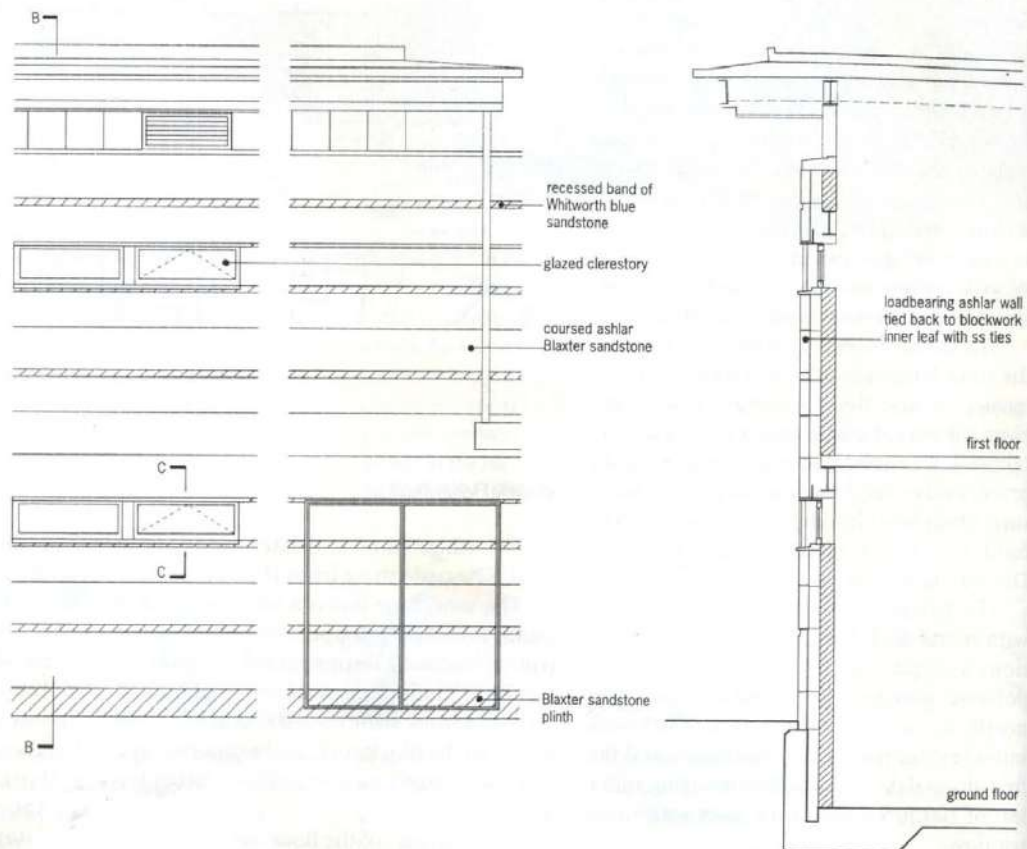 B
recessed band of
Whitworth blue
sandstone
glazed clerestory
coursed ashlar
Blaxter sandstone
C
C
Blaxter sandstone
plinth
B
loadbearing ashlar wall
tied back to blockwork
inner leaf with ss ties
first floor
ground floor